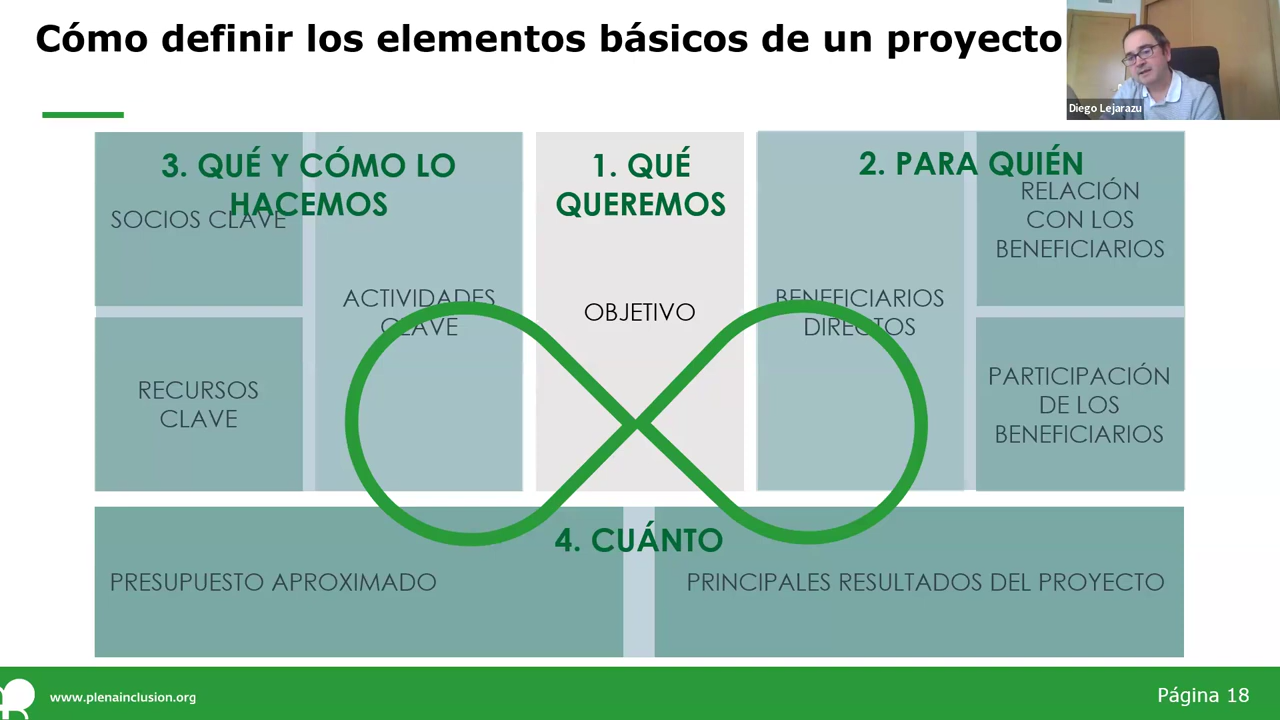 Cómo definir los elementos básicos de un proyecto
Diego Lejarazu
3. QUÉ Y CÓMO LO
HACEMOS
SOCIOS CLAVE
ACTIVIDADES
CLAVE
RECURSOS
CLAVE
1. QUÉ
QUEREMOS
OBJETIVO
2. PARA QUIÉN
BENEFICIARIOS
DIRECTOS
RELACIÓN
CON LOS
BENEFICIARIOS
PARTICIPACIÓN
DE LOS
BENEFICIARIOS
4. CUÁNTO
PRESUPUESTO APROXIMADO
PRINCIPALES RESULTADOS DEL PROYECTO
www.plenainclusion.org
Página 18